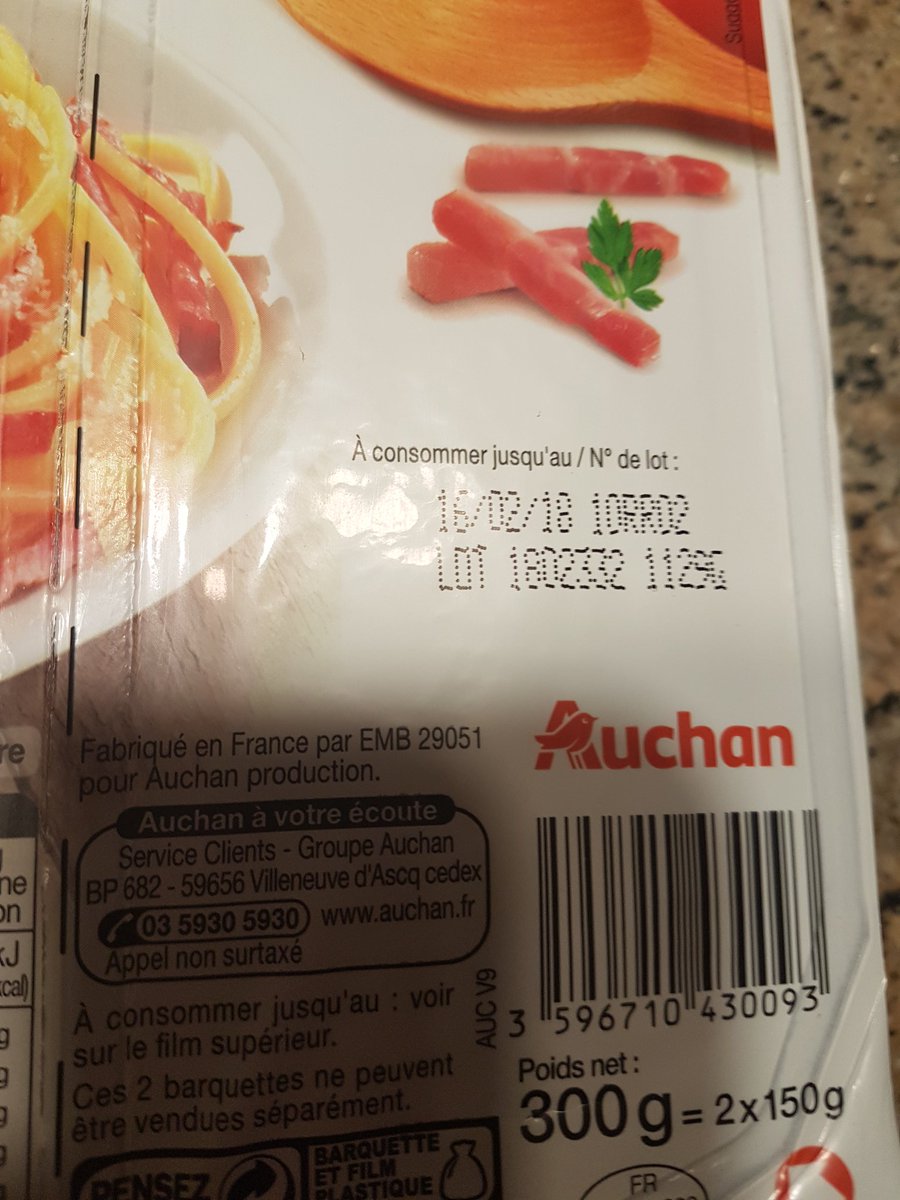 À consommer jusqu'au / N° de lot :
16/02/18
LOT 1802332
Fabriqué en France par EMB 29051
pour Auchan production.
Auchan
Auchan à votre écoute
Service Clients - Groupe Auchan
BP 682 - 59656 Villeneuve d'Ascq cedex
03 5930 5930 www.auchan.fr
Appel non surtaxé
À consommer jusqu'au : voir
sur le film supérieur.
Ces 2 barquettes ne peuvent
être vendues séparément.
AUC V9
3 596710 430093
Poids net :
300 g = 2x150g
PENSEZ
BARQUETTE
ET FILM
PLASTIQUE
FR